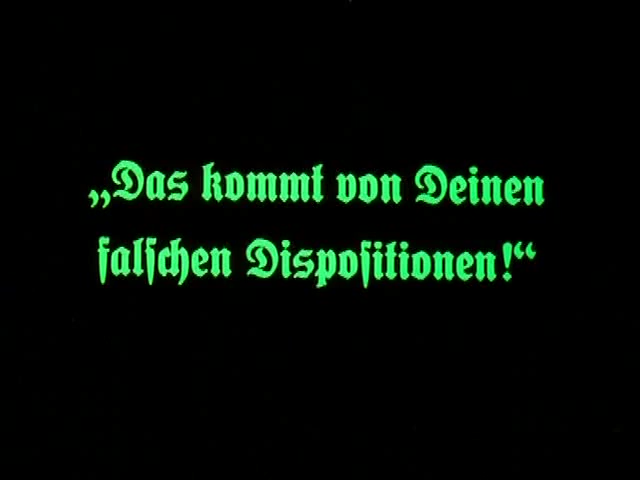 „Das kommt von Deinen
falſchen Dispoſitionen!“